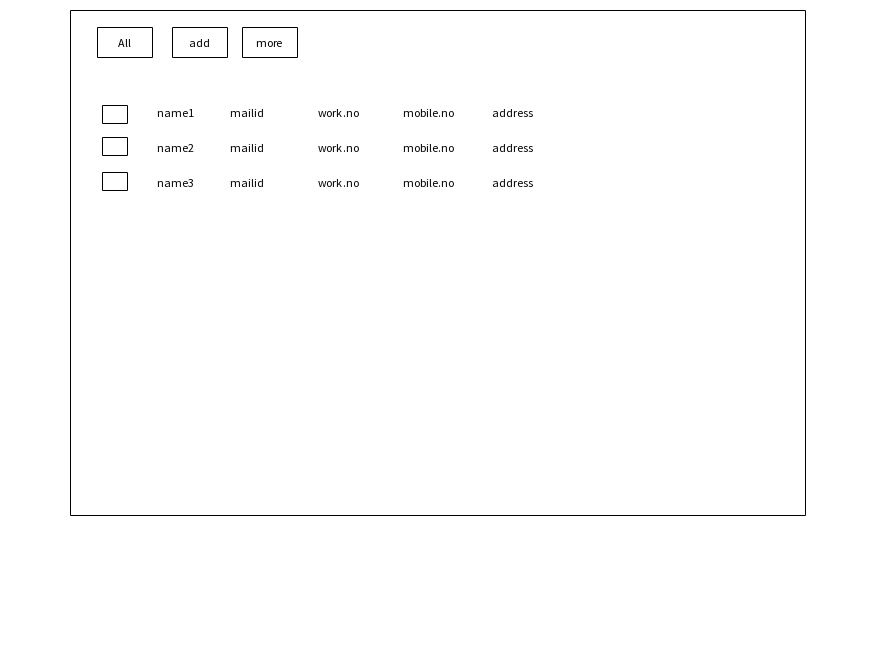 All add more
name1 mailid work.no mobile.no address
name2 mailid work.no mobile.no address
name3 mailid work.no mobile.no address